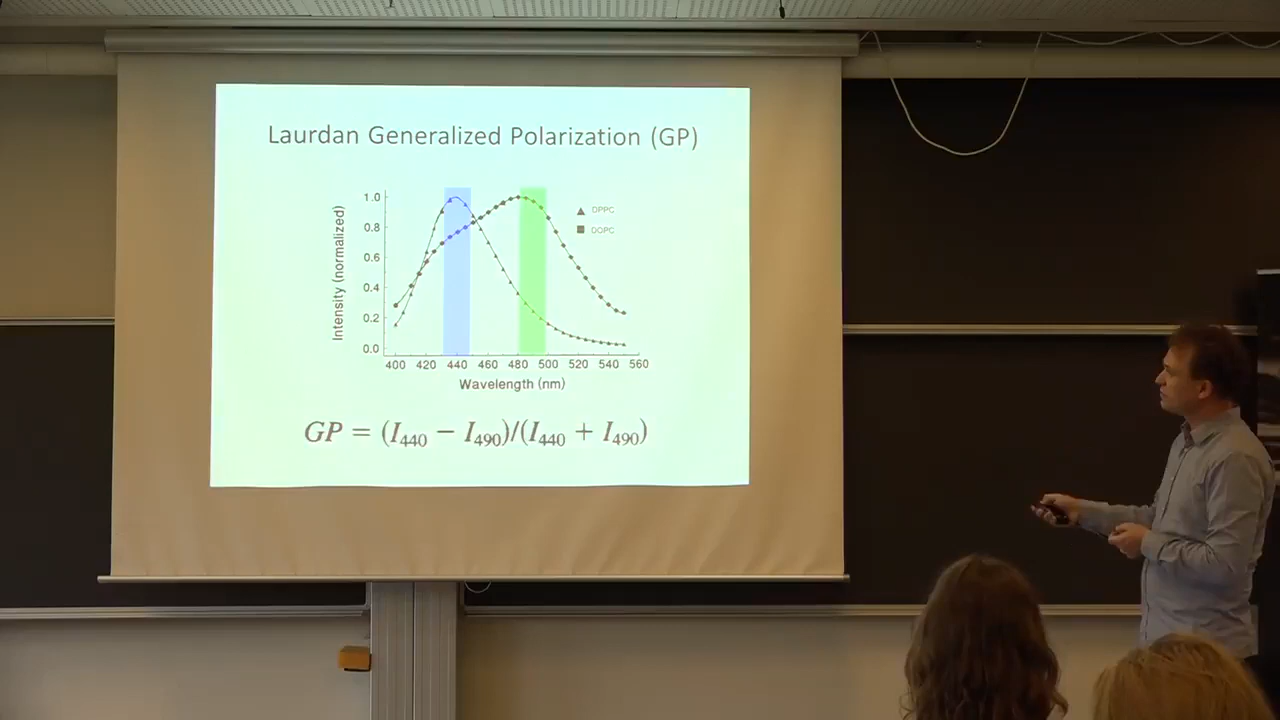 Laurdan Generalized Polarization (GP)
Intensity (normalized)
1.0
0.8
0.6
0.4
0.2
0.0
DPPC
DOPC
400 420 440 460 480 500 520 540 560
Wavelength (nm)
GP = (I₄₄₀ − I₄₉₀)/(I₄₄₀ + I₄₉₀)